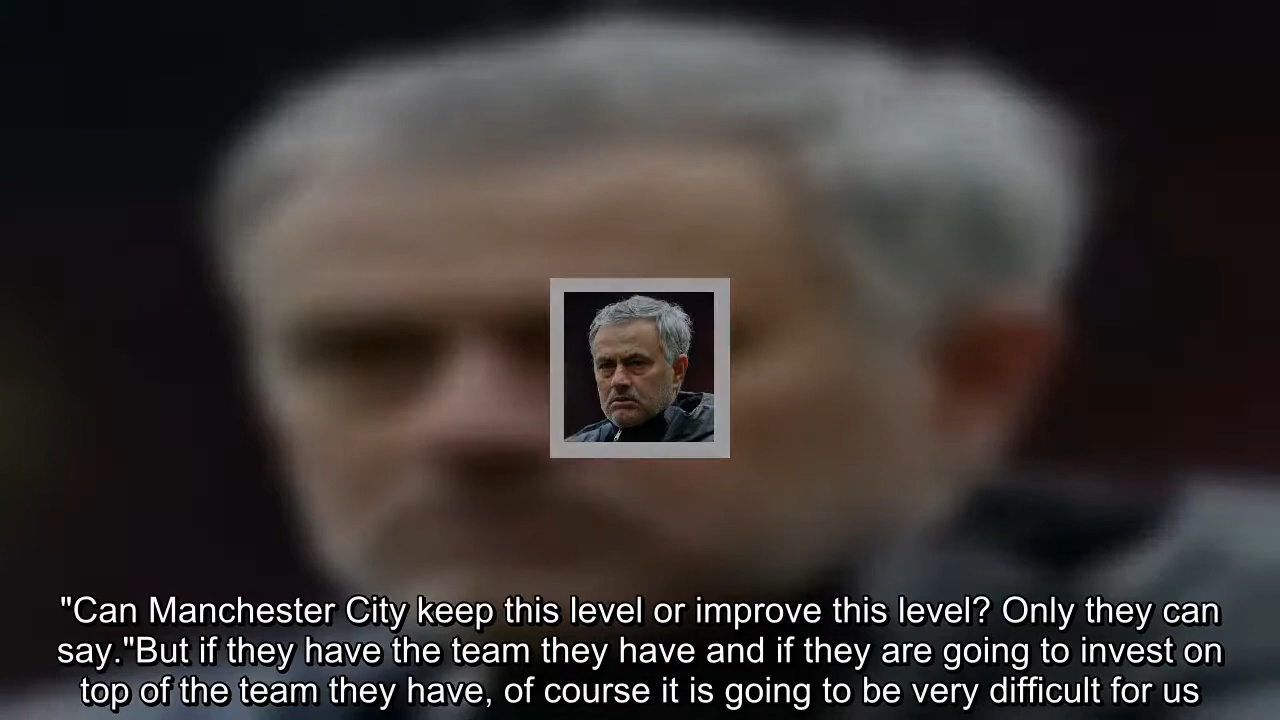 "Can Manchester City keep this level or improve this level? Only they can
say."But if they have the team they have and if they are going to invest on
top of the team they have, of course it is going to be very difficult for us